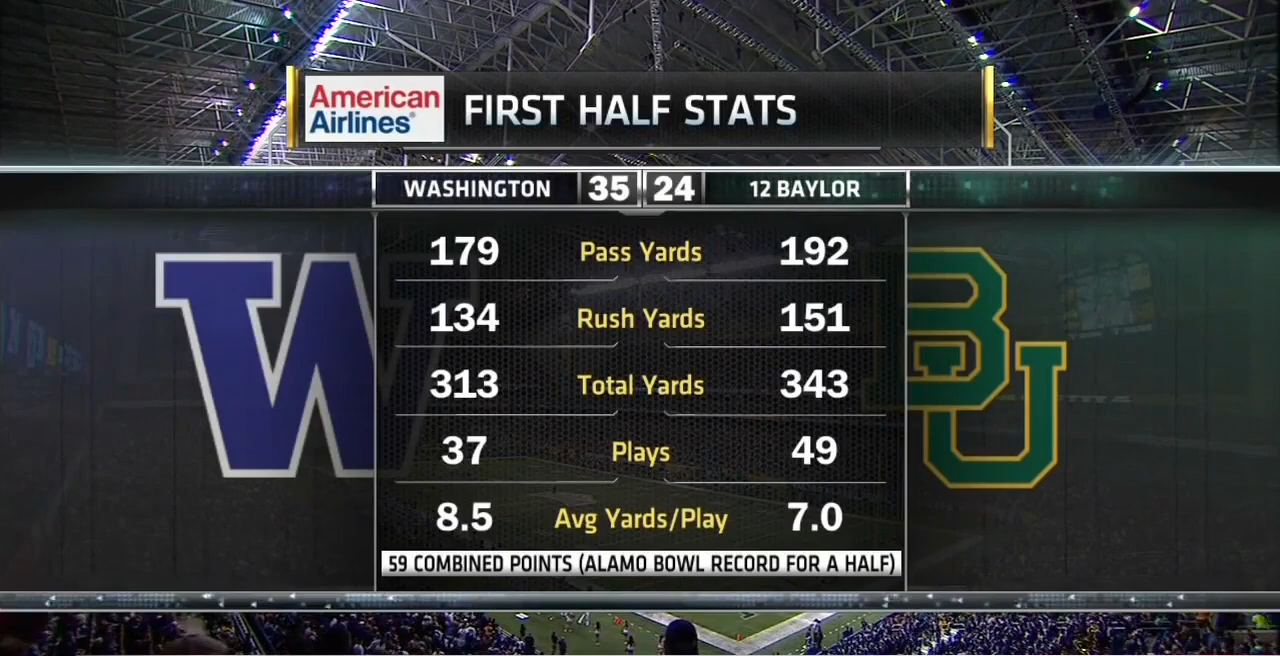 American
Airlines®
FIRST HALF STATS
WASHINGTON 35 24 12 BAYLOR
179 Pass Yards 192
134 Rush Yards 151
313 Total Yards 343
37 Plays 49
8.5 Avg Yards/Play 7.0
59 COMBINED POINTS (ALAMO BOWL RECORD FOR A HALF)
W
BU